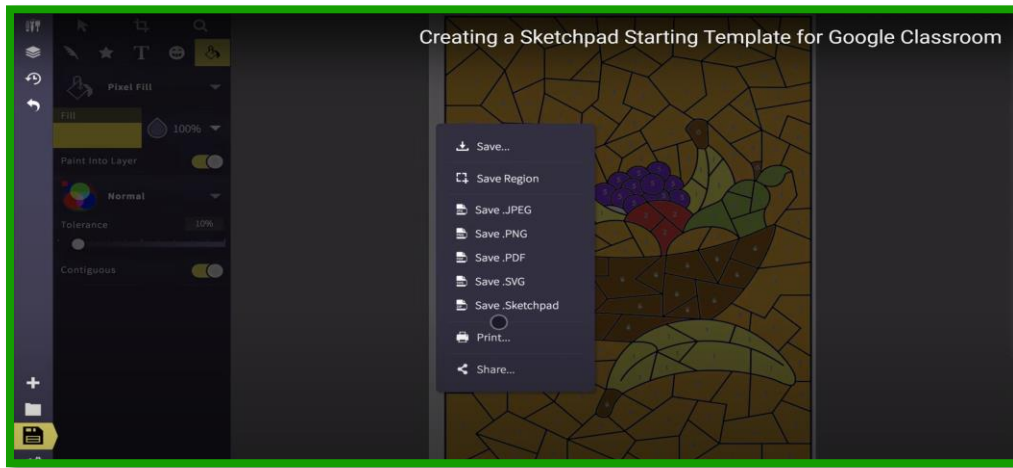 Creating a Sketchpad Starting Template for Google Classroom
T
Pixel Fill
Fill
100%
Paint Into Layer
Normal
Tolerance
10%
Contiguous
Save...
Save Region
Save .JPEG
Save .PNG
Save .PDF
Save .SVG
Save .Sketchpad
Print...
Share...